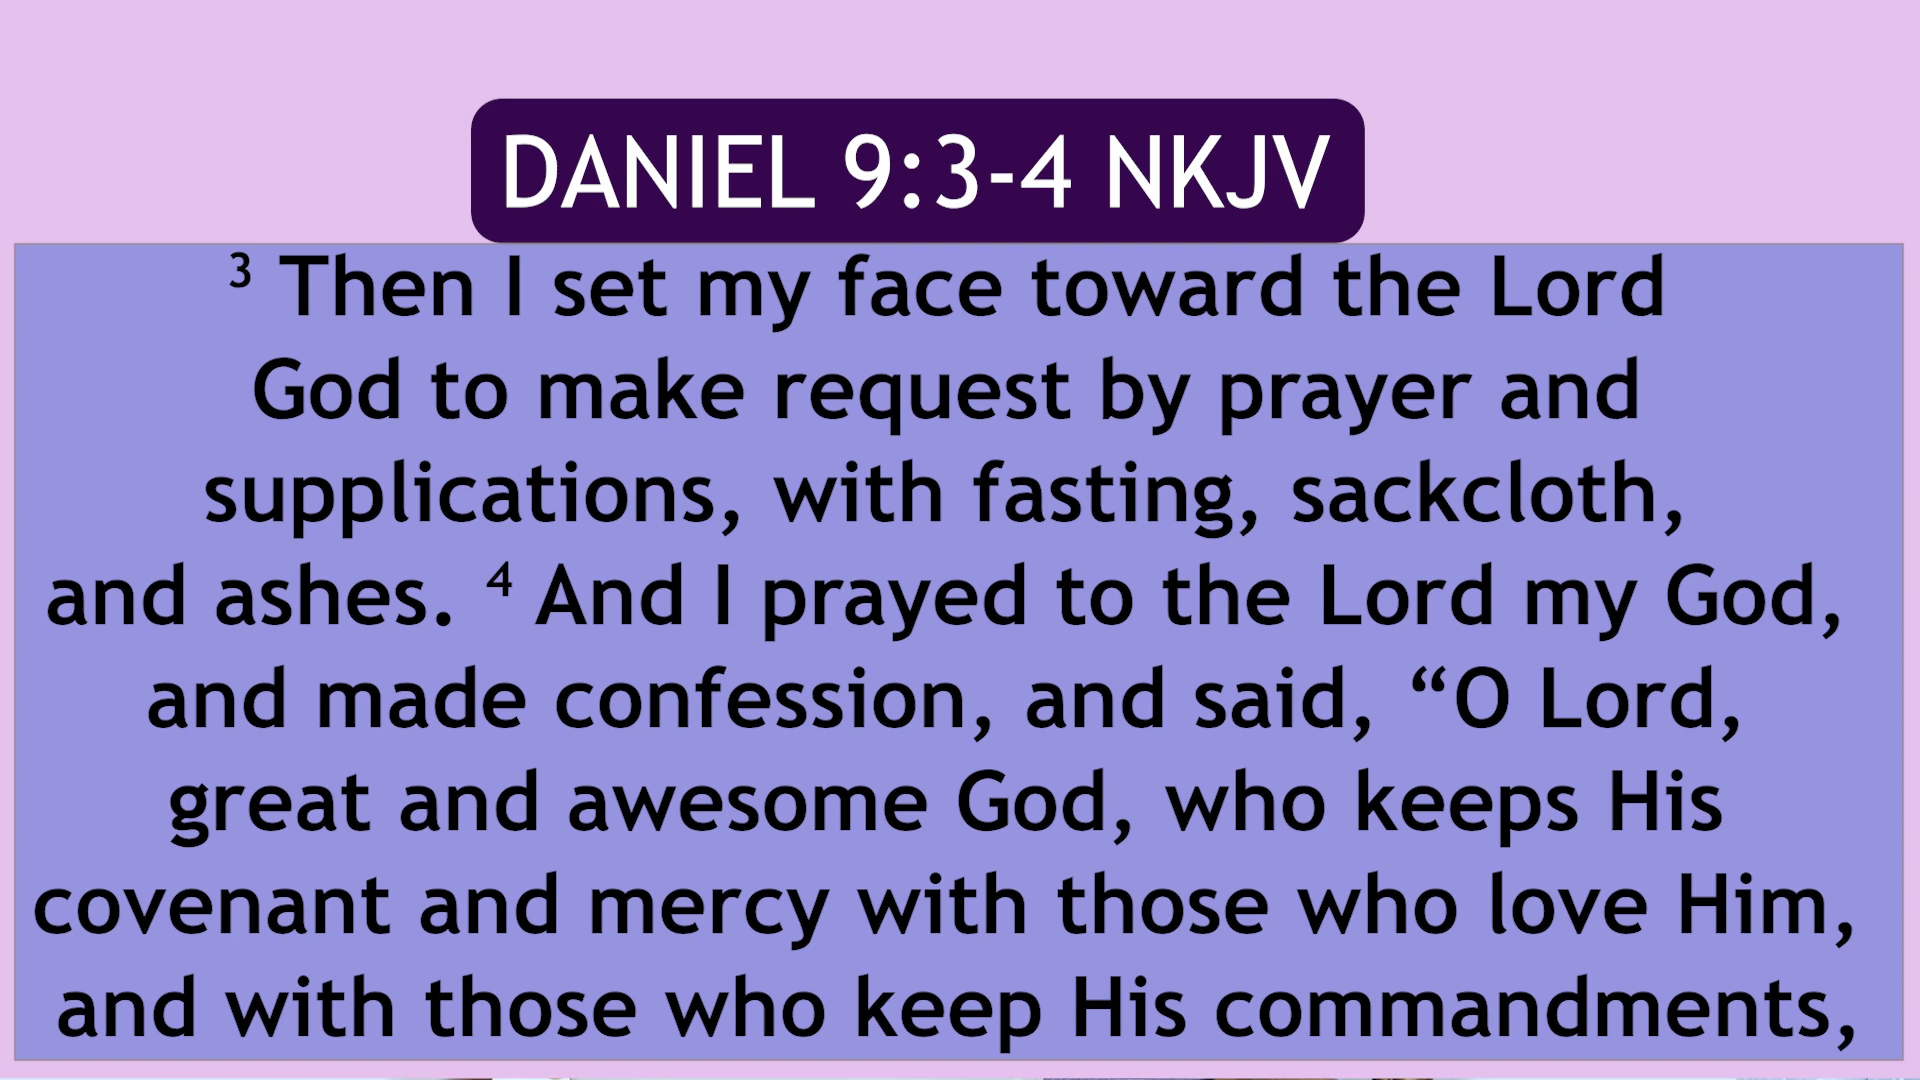 DANIEL 9:3-4 NKJV
3 Then I set my face toward the Lord
God to make request by prayer and
supplications, with fasting, sackcloth,
and ashes. 4 And I prayed to the Lord my God,
and made confession, and said, “O Lord,
great and awesome God, who keeps His
covenant and mercy with those who love Him,
and with those who keep His commandments,